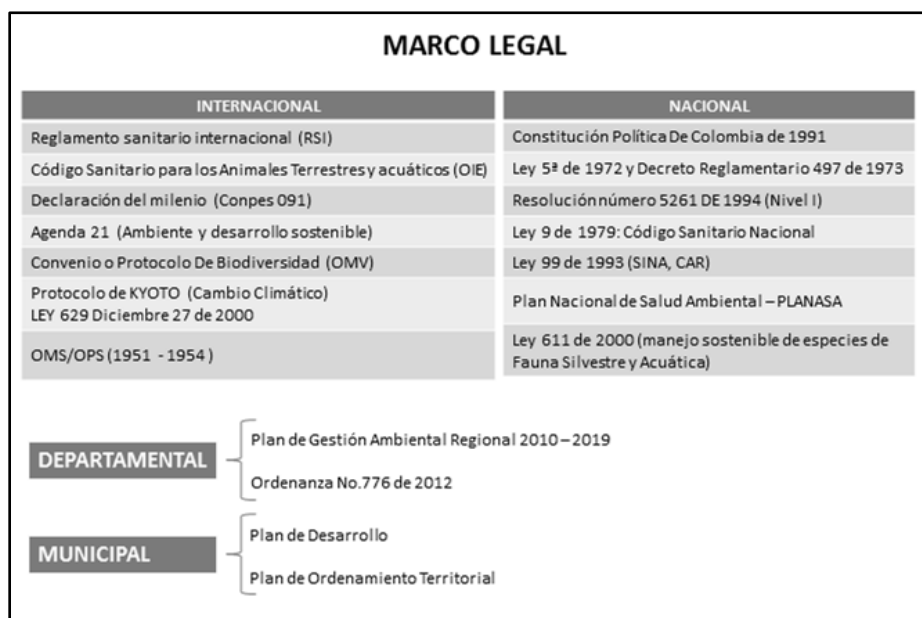 MARCO LEGAL
INTERNACIONAL
Reglamento sanitario internacional (RSI)
Código Sanitario para los Animales Terrestres y acuáticos (OIE)
Declaración del milenio (Conpes 091)
Agenda 21 (Ambiente y desarrollo sostenible)
Convenio o Protocolo De Biodiversidad (OMV)
Protocolo de KYOTO (Cambio Climático)
LEY 629 Diciembre 27 de 2000
OMS/OPS (1951 - 1954 )
NACIONAL
Constitución Política De Colombia de 1991
Ley 5ª de 1972 y Decreto Reglamentario 497 de 1973
Resolución número 5261 DE 1994 (Nivel I)
Ley 9 de 1979: Código Sanitario Nacional
Ley 99 de 1993 (SINA, CAR)
Plan Nacional de Salud Ambiental – PLANASA
Ley 611 de 2000 (manejo sostenible de especies de
Fauna Silvestre y Acuática)
DEPARTAMENTAL
Plan de Gestión Ambiental Regional 2010 – 2019
Ordenanza No.776 de 2012
MUNICIPAL
Plan de Desarrollo
Plan de Ordenamiento Territorial